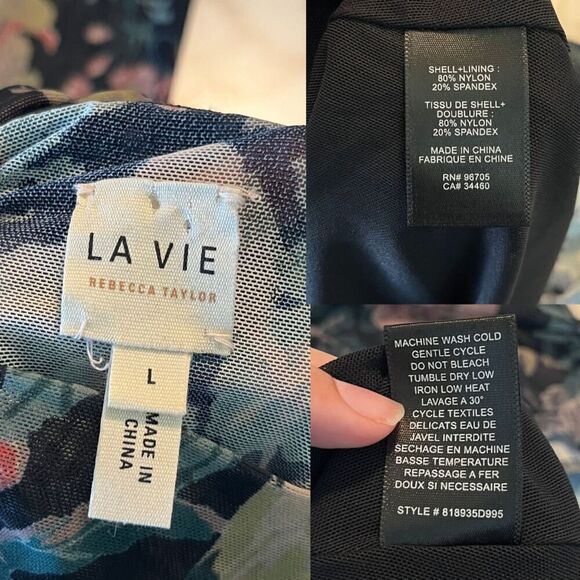 LA VIE
REBECCA TAYLOR
L
MADE IN
CHINA
SHELL+LINING :
80% NYLON
20% SPANDEX
TISSU DE SHELL+
DOUBLURE :
80% NYLON
20% SPANDEX
MADE IN CHINA
FABRIQUE EN CHINE
RN# 96705
CA# 34460
MACHINE WASH COLD
GENTLE CYCLE
DO NOT BLEACH
TUMBLE DRY LOW
IRON LOW HEAT
LAVAGE A 30°
CYCLE TEXTILES
DELICATS EAU DE
JAVEL INTERDITE
SECHAGE EN MACHINE
BASSE TEMPERATURE
REPASSAGE A FER
DOUX SI NECESSAIRE
STYLE # 818935D995